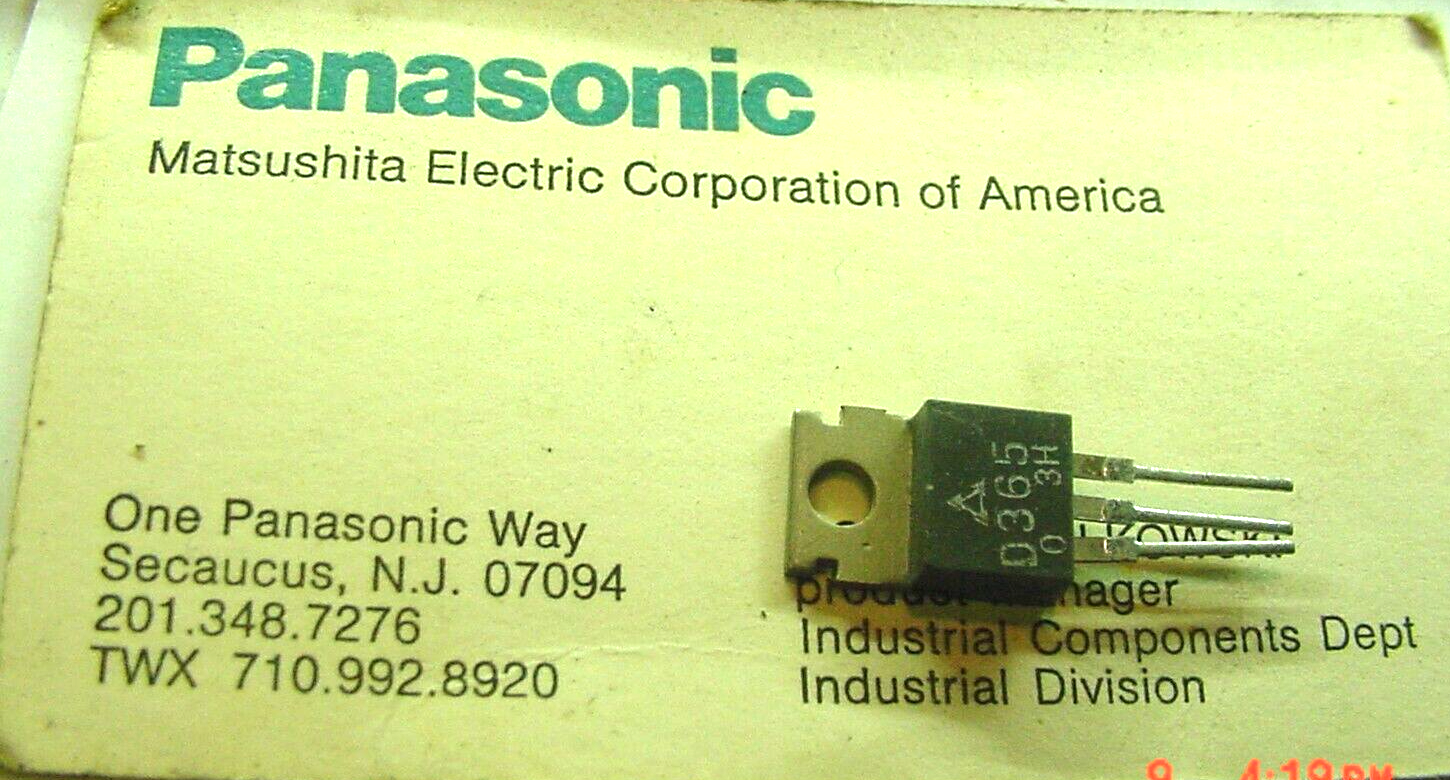 Panasonic
Matsushita Electric Corporation of America
One Panasonic Way
Secaucus, N.J. 07094
201.348.7276
TWX 710.992.8920
D365
O 3H
Industrial Components Dept
Industrial Division